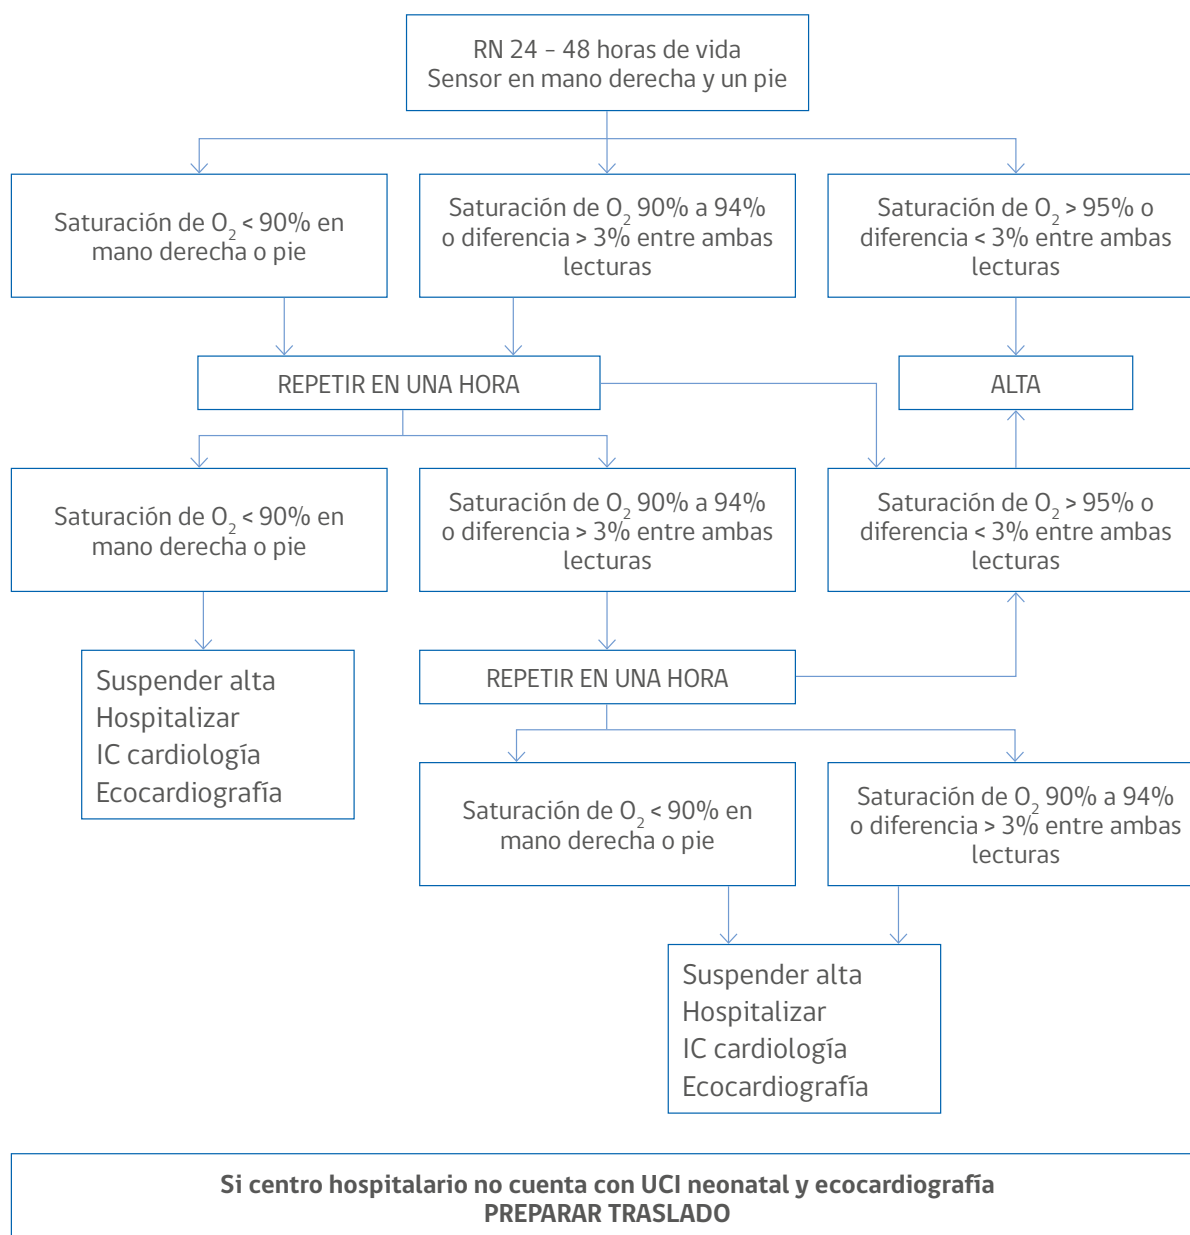 RN 24 – 48 horas de vida
Sensor en mano derecha y un pie
Saturación de O₂ < 90% en
mano derecha o pie
Saturación de O₂ 90% a 94%
o diferencia > 3% entre ambas
lecturas
Saturación de O₂ > 95% o
diferencia < 3% entre ambas
lecturas
REPETIR EN UNA HORA
ALTA
Saturación de O₂ < 90% en
mano derecha o pie
Saturación de O₂ 90% a 94%
o diferencia > 3% entre ambas
lecturas
Saturación de O₂ > 95% o
diferencia < 3% entre ambas
lecturas
Suspender alta
Hospitalizar
IC cardiología
Ecocardiografía
REPETIR EN UNA HORA
Saturación de O₂ < 90% en
mano derecha o pie
Saturación de O₂ 90% a 94%
o diferencia > 3% entre ambas
lecturas
Suspender alta
Hospitalizar
IC cardiología
Ecocardiografía
Si centro hospitalario no cuenta con UCI neonatal y ecocardiografía
PREPARAR TRASLADO